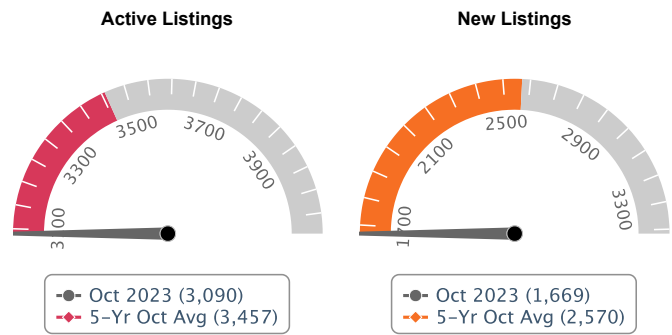 Active Listings
3100
3300
3500
3700
3900
Oct 2023 (3,090)
5-Yr Oct Avg (3,457)
New Listings
1700
2100
2500
2900
3300
Oct 2023 (1,669)
5-Yr Oct Avg (2,570)